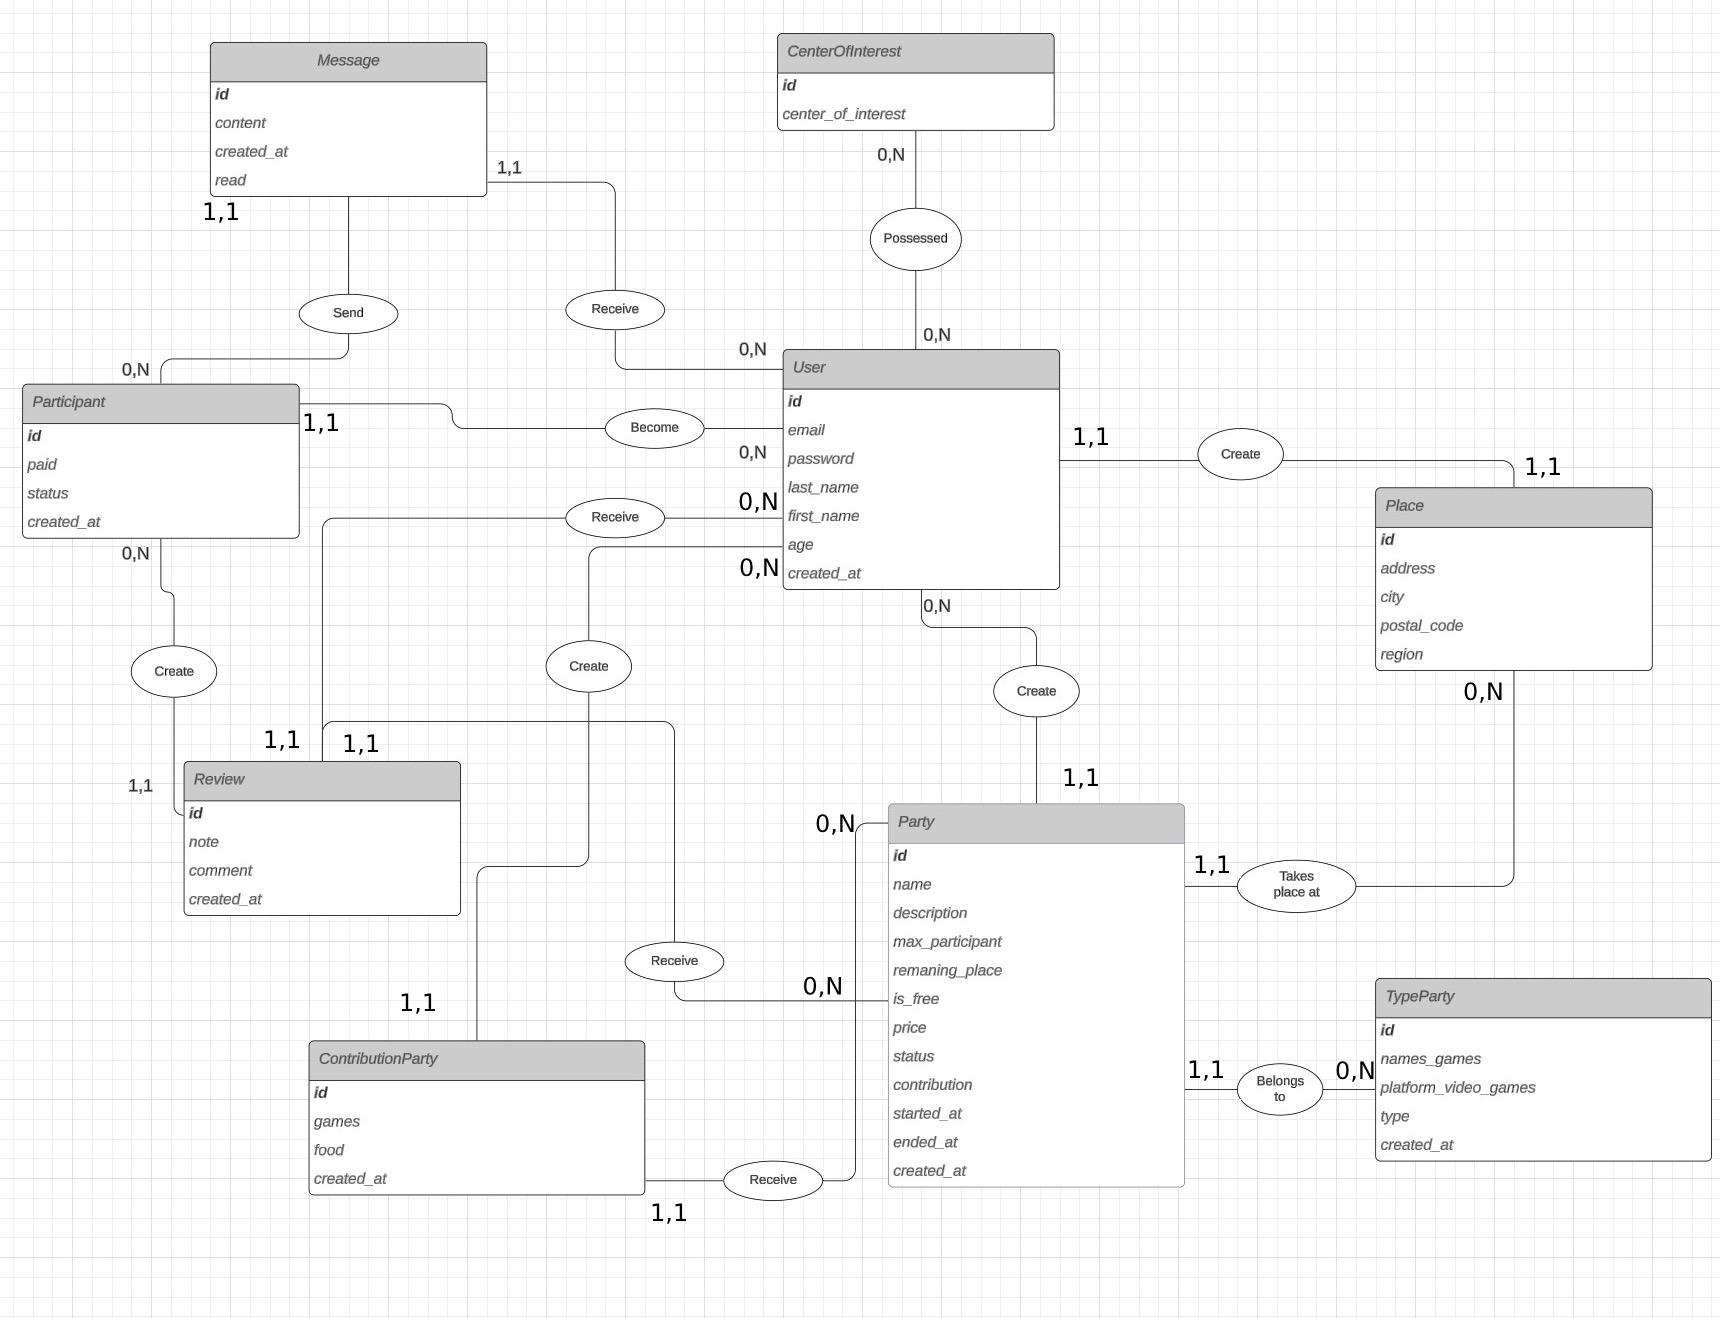 Message
id
content
created_at
read
1,1
1,1
CenterOfInterest
id
center_of_interest
0,N
Possessed
0,N
Send
Receive
0,N
0,N
Participant
id
paid
status
created_at
1,1
0,N
Become
0,N
User
id
email
password
last_name
first_name
age
created_at
0,N
Receive
0,N
1,1
Create
1,1
Place
id
address
city
postal_code
region
0,N
0,N
Create
Create
Create
1,1
1,1
1,1
1,1
Review
id
note
comment
created_at
0,N
Party
id
name
description
max_participant
remaning_place
is_free
price
status
contribution
started_at
ended_at
created_at
1,1
Takes
place at
Receive
0,N
1,1
ContributionParty
id
games
food
created_at
1,1
Receive
1,1
Belongs
to
0,N
TypeParty
id
names_games
platform_video_games
type
created_at